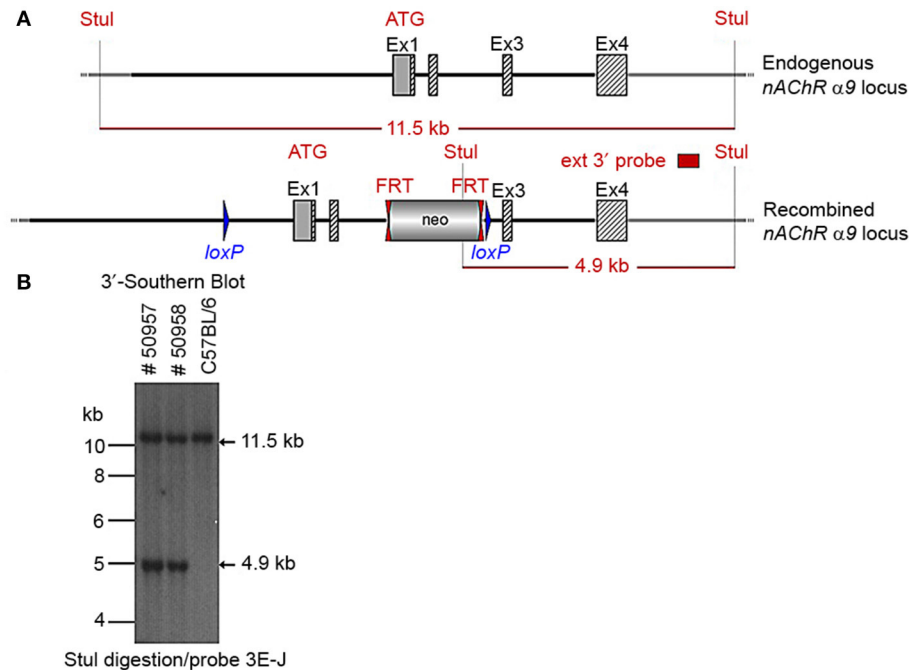 A
StuI
ATG
StuI
Ex1
Ex3
Ex4
Endogenous
nAChR α9 locus
11.5 kb
ATG
StuI
ext 3′ probe
StuI
Ex1
FRT
FRT
Ex3
Ex4
neo
Recombined
nAChR α9 locus
loxP
loxP
4.9 kb
B
3′-Southern Blot
# 50957
# 50958
C57BL/6
kb
10
11.5 kb
8
6
5
4.9 kb
4
StuI digestion/probe 3E-J